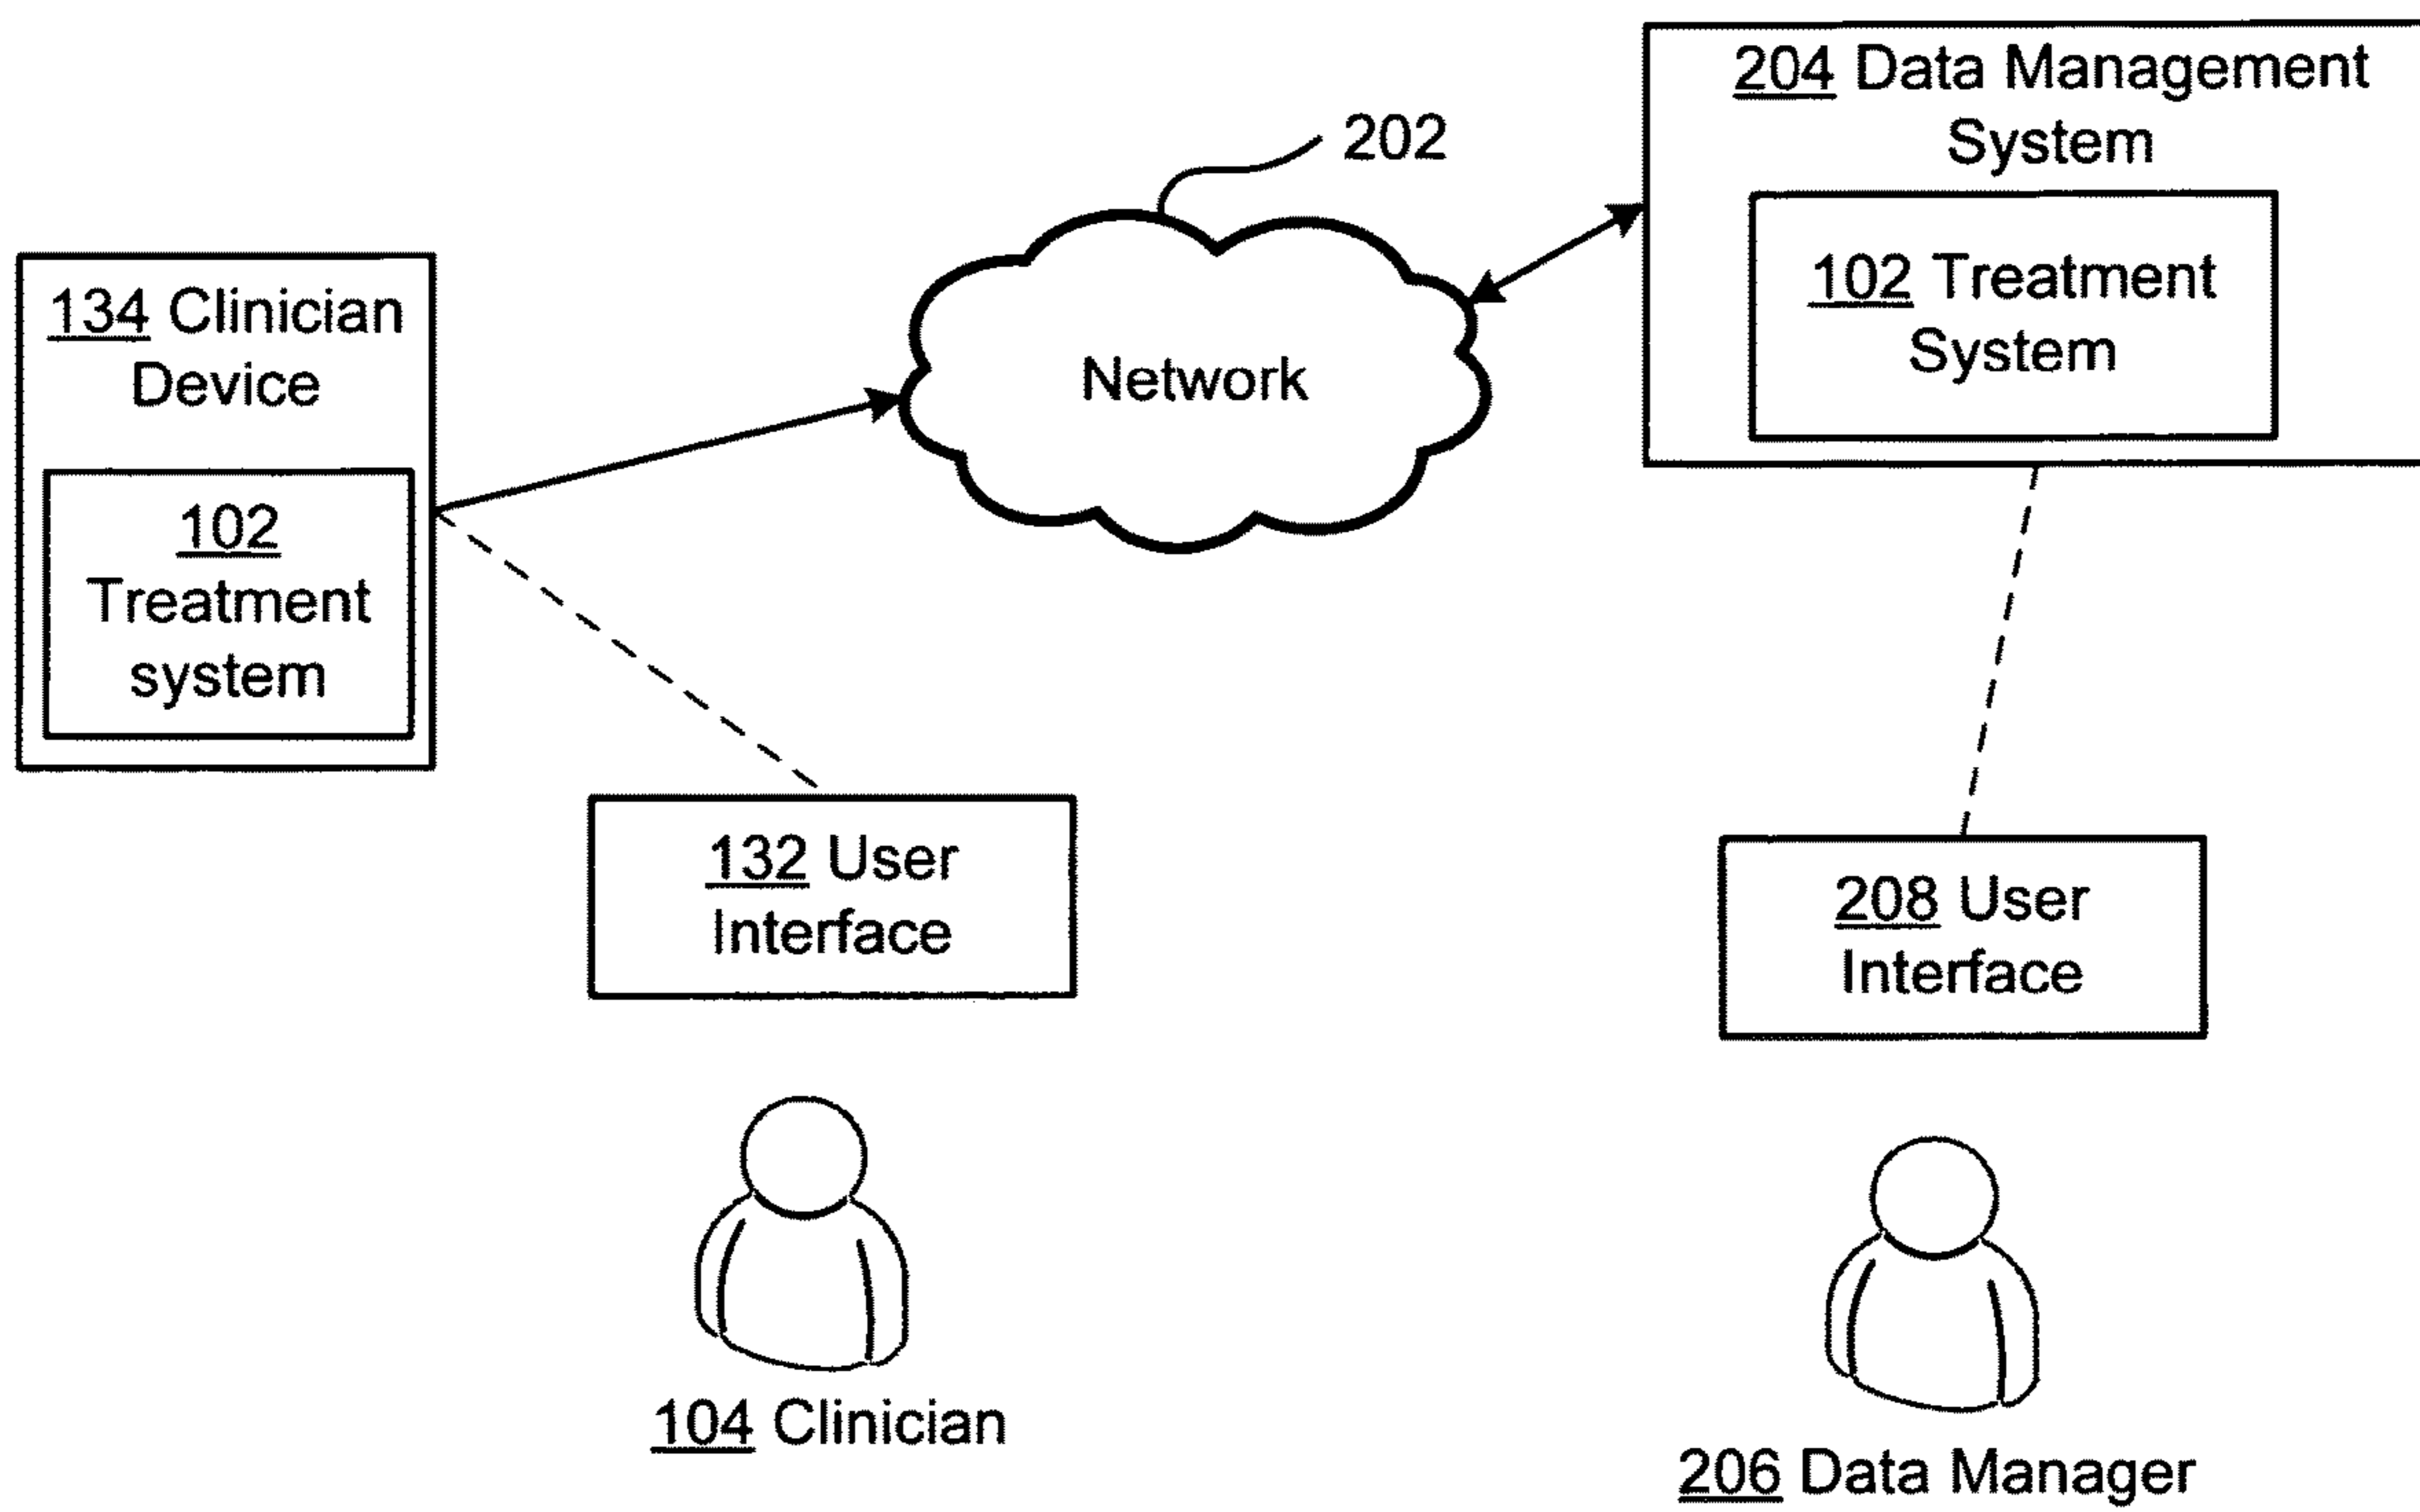 204 Data Management
System
202
102 Treatment
System
134 Clinician
Device
Network
102
Treatment
system
132 User
Interface
208 User
Interface
104 Clinician
206 Data Manager